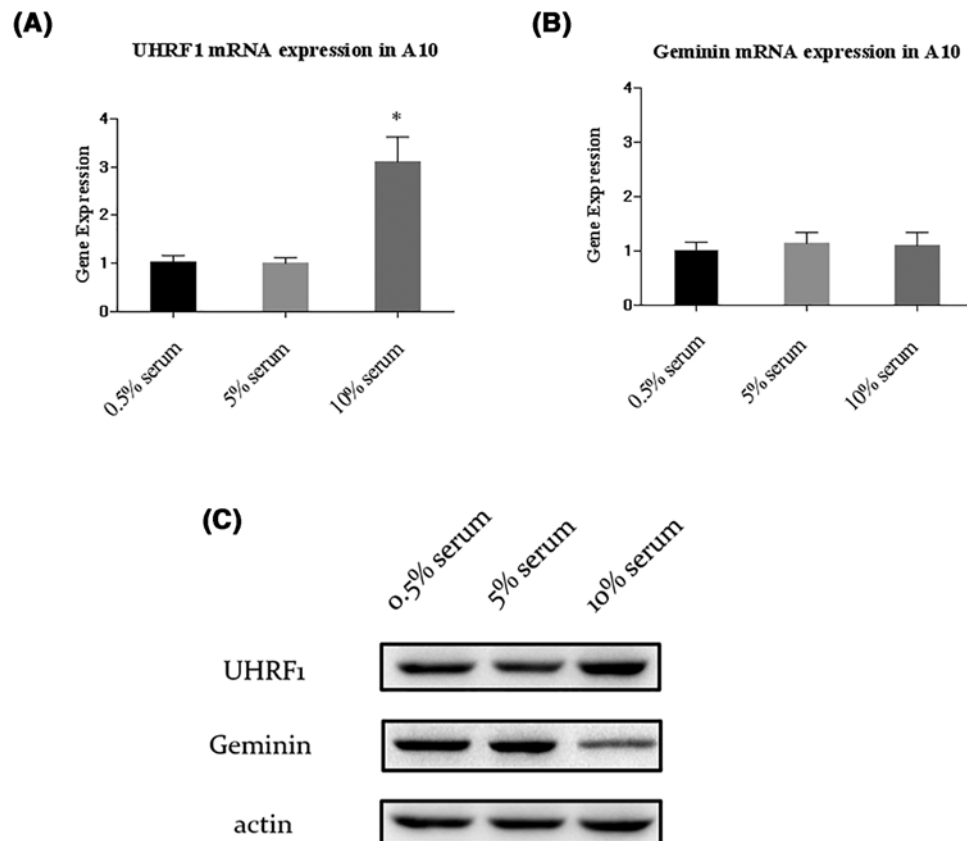 (A)
UHRF1 mRNA expression in A10
Gene Expression
4
3
2
1
0
*
0.5% serum
5% serum
10% serum
(B)
Geminin mRNA expression in A10
Gene Expression
4
3
2
1
0
0.5% serum
5% serum
10% serum
(C)
0.5% serum
5% serum
10% serum
UHRF1
Geminin
actin